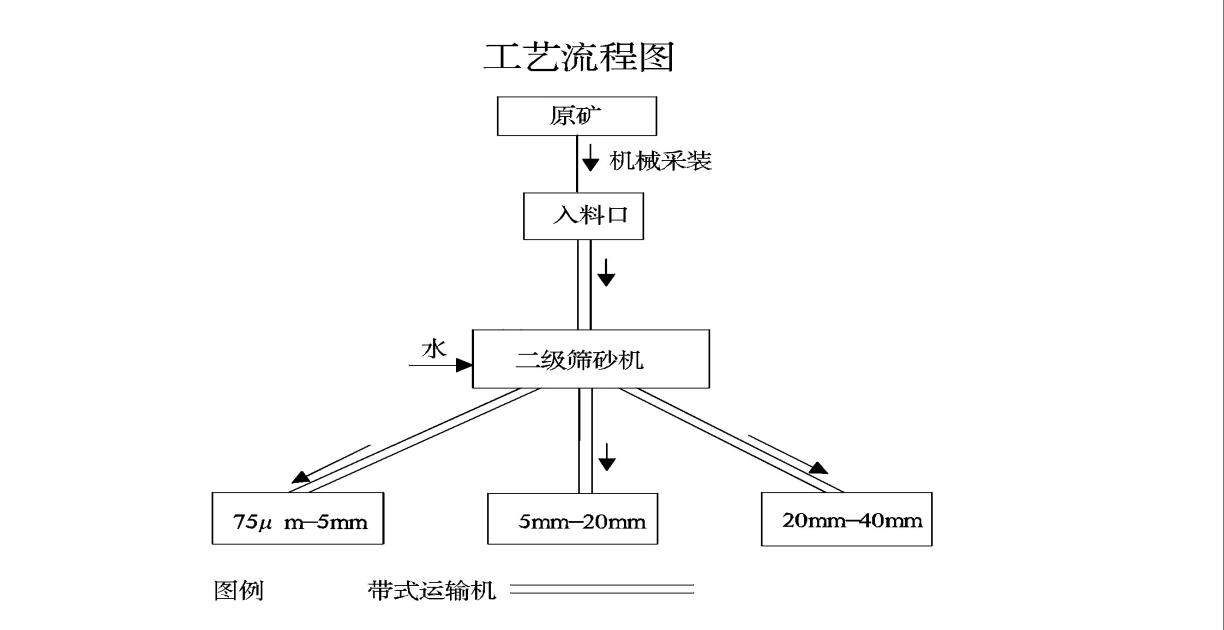 工艺流程图
原矿
机械采装
入料口
水
二级筛砂机
75μ m—5mm
5mm—20mm
20mm—40mm
图例
带式运输机